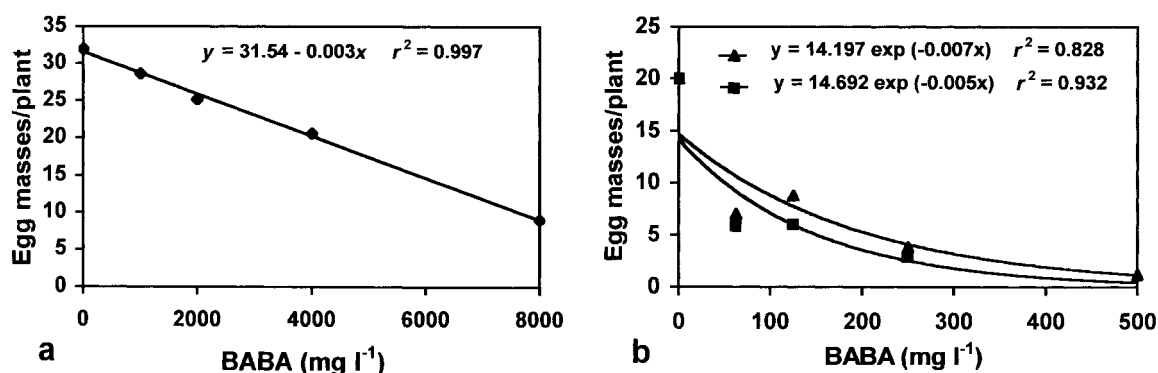 35
30
25
20
15
10
5
0
Egg masses/plant
y = 31.54 - 0.003x r² = 0.997
0 2000 4000 6000 8000
BABA (mg l⁻¹)
a
25
20
15
10
5
0
Egg masses/plant
y = 14.197 exp (-0.007x) r² = 0.828
y = 14.692 exp (-0.005x) r² = 0.932
0 100 200 300 400 500
BABA (mg l⁻¹)
b